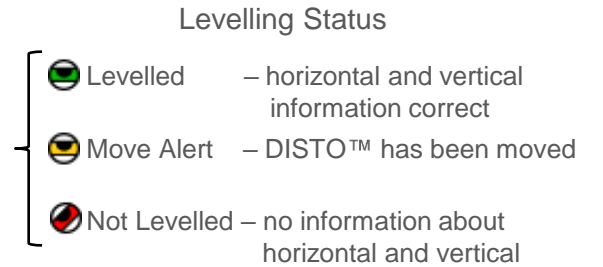 Levelling Status
Levelled – horizontal and vertical
information correct
Move Alert – DISTO™ has been moved
Not Levelled – no information about
horizontal and vertical